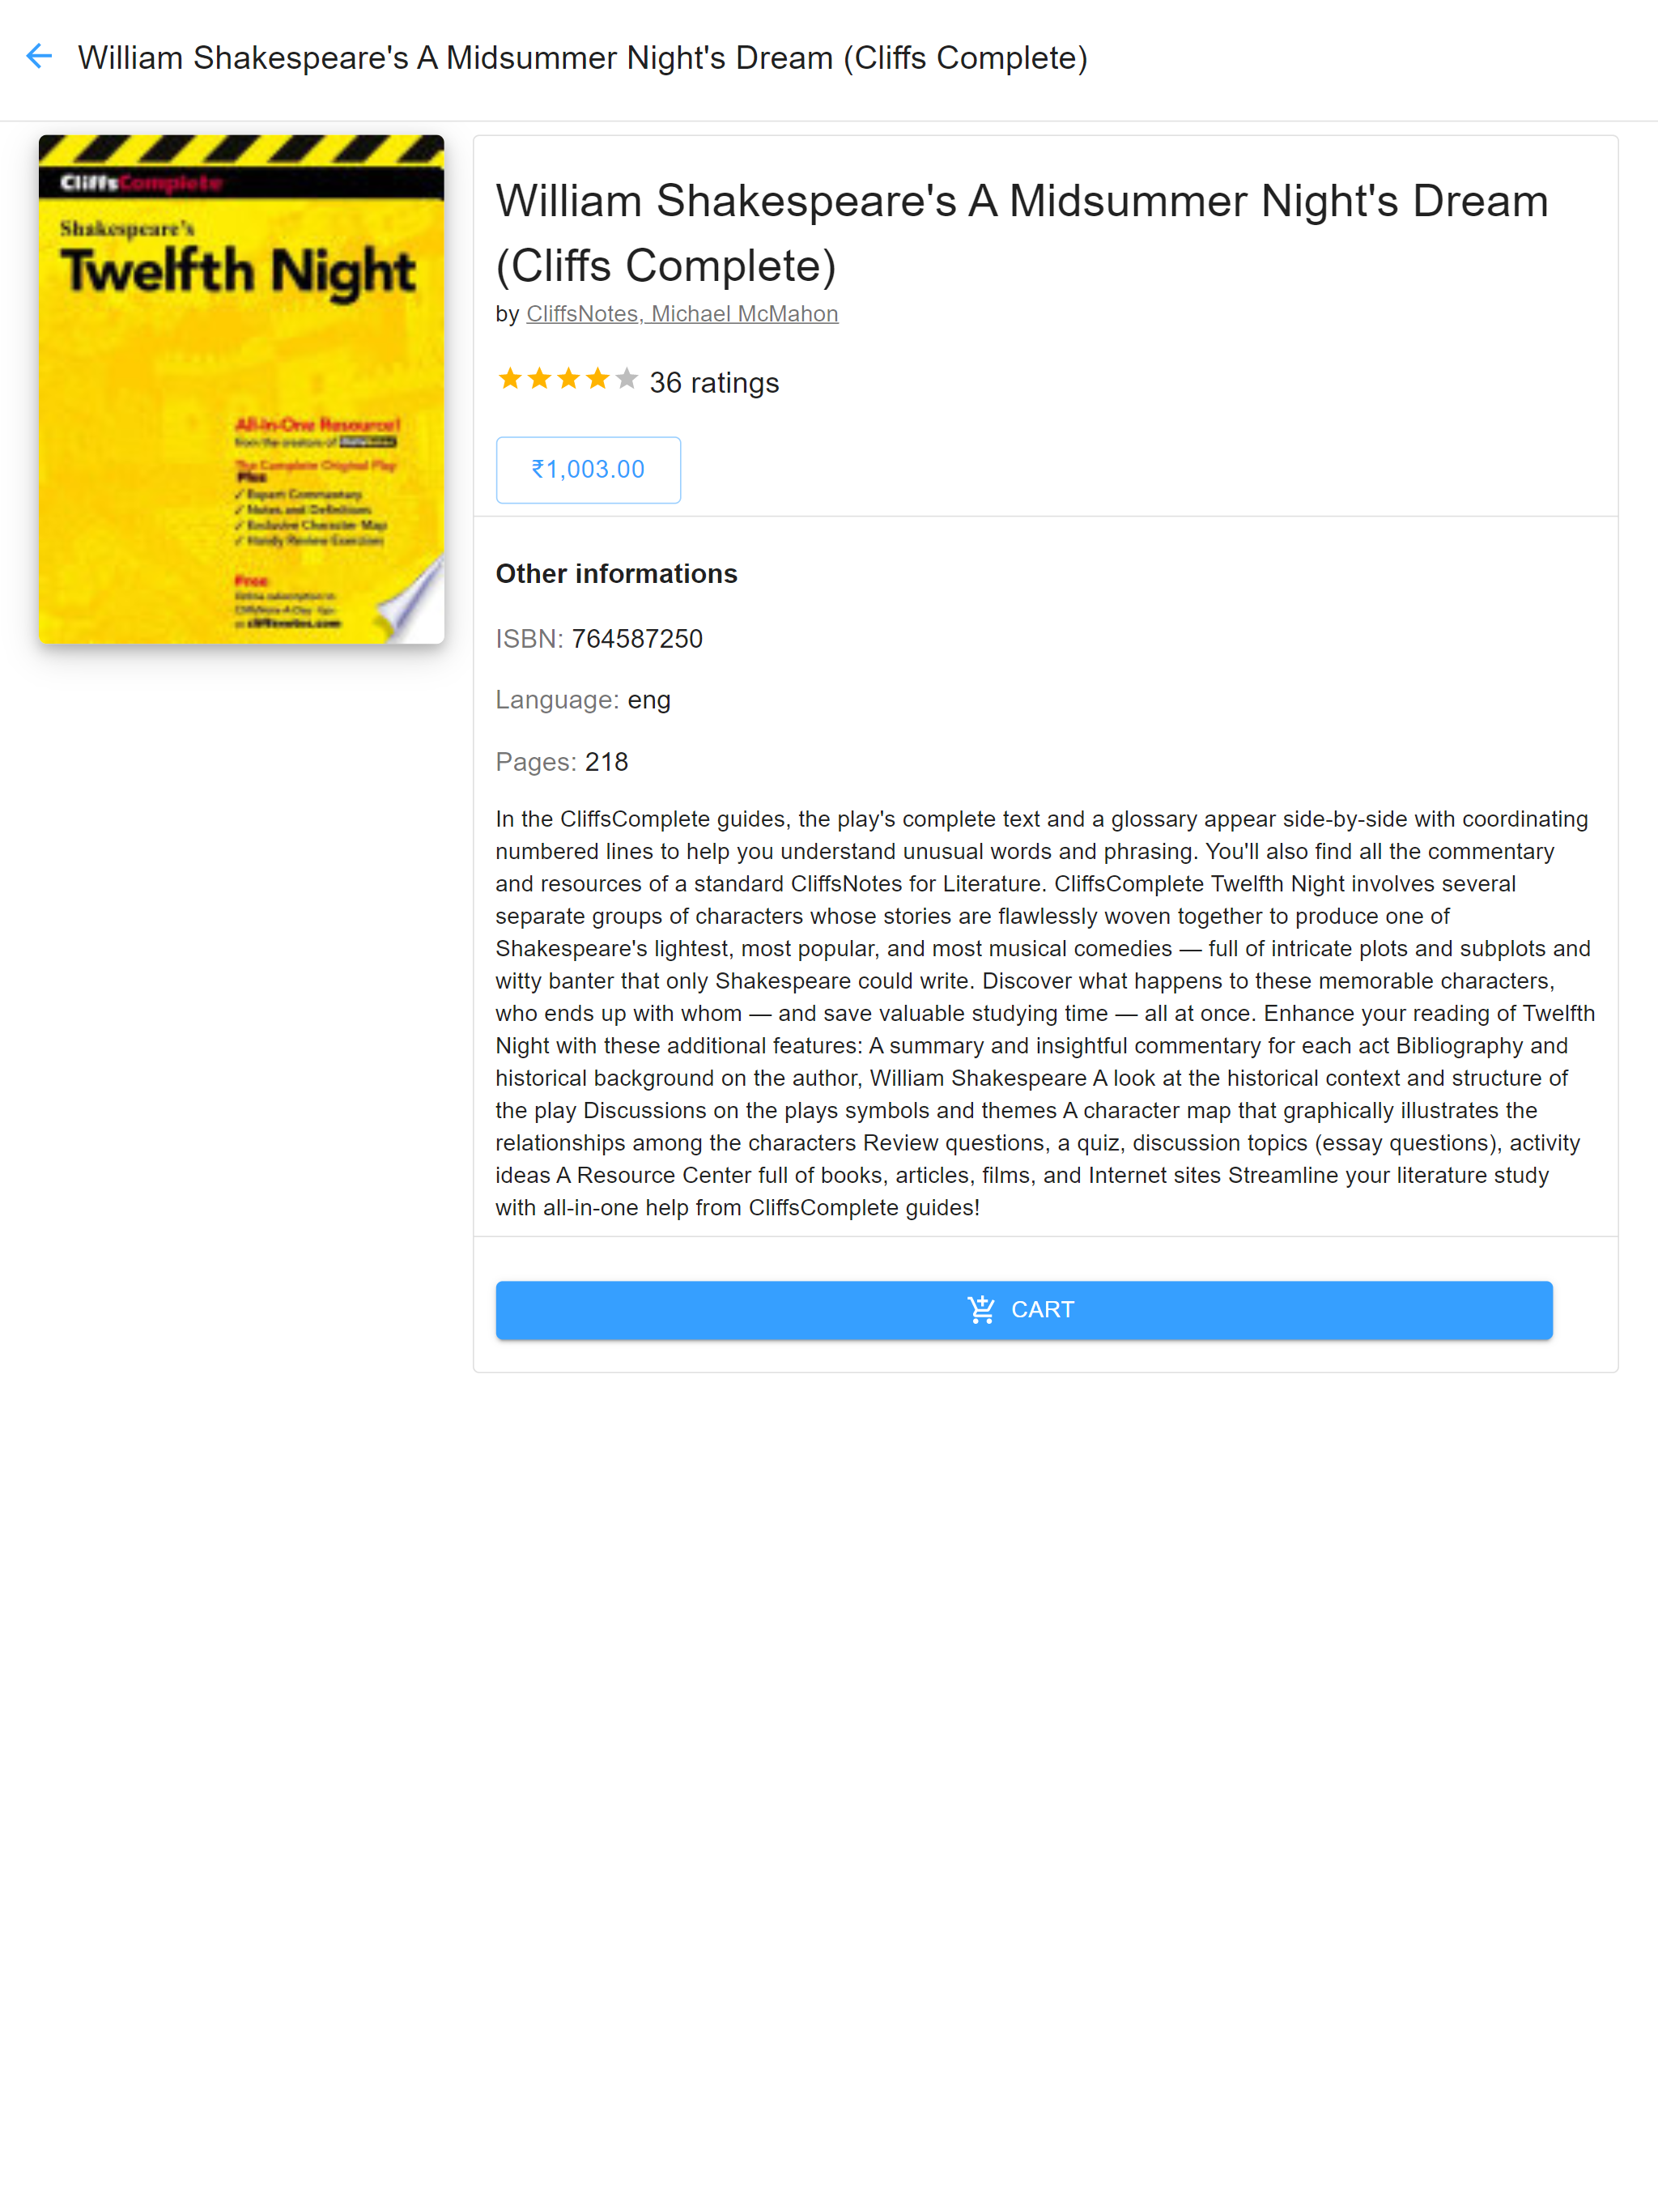 William Shakespeare's A Midsummer Night's Dream (Cliffs Complete)
CliffsComplete
Shakespeare's
Twelfth Night
All-In-One Resource!
from the creators of
The Complete Original Play
Plus
✓ Expert Commentary
✓ Notes and Definitions
✓ Exclusive Character Map
✓ Handy Review Exercises
Free
cliffsnotes.com
William Shakespeare's A Midsummer Night's Dream
(Cliffs Complete)
by CliffsNotes, Michael McMahon
36 ratings
₹1,003.00
Other informations
ISBN: 764587250
Language: eng
Pages: 218
In the CliffsComplete guides, the play's complete text and a glossary appear side-by-side with coordinating
numbered lines to help you understand unusual words and phrasing. You'll also find all the commentary
and resources of a standard CliffsNotes for Literature. CliffsComplete Twelfth Night involves several
separate groups of characters whose stories are flawlessly woven together to produce one of
Shakespeare's lightest, most popular, and most musical comedies — full of intricate plots and subplots and
witty banter that only Shakespeare could write. Discover what happens to these memorable characters,
who ends up with whom — and save valuable studying time — all at once. Enhance your reading of Twelfth
Night with these additional features: A summary and insightful commentary for each act Bibliography and
historical background on the author, William Shakespeare A look at the historical context and structure of
the play Discussions on the plays symbols and themes A character map that graphically illustrates the
relationships among the characters Review questions, a quiz, discussion topics (essay questions), activity
ideas A Resource Center full of books, articles, films, and Internet sites Streamline your literature study
with all-in-one help from CliffsComplete guides!
CART